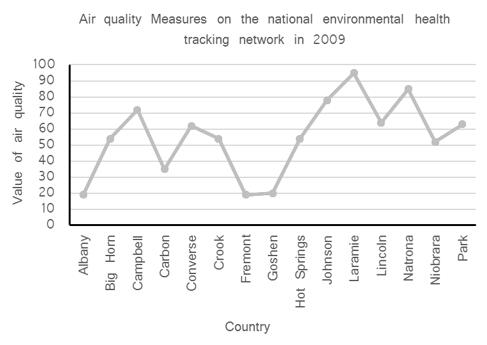 Air quality Measures on the national environmental health
tracking network in 2009
Value of air quality
100
90
80
70
60
50
40
30
20
10
0
Albany
Big Horn
Campbell
Carbon
Converse
Crook
Fremont
Goshen
Hot Springs
Johnson
Laramie
Lincoln
Natrona
Niobrara
Park
Country